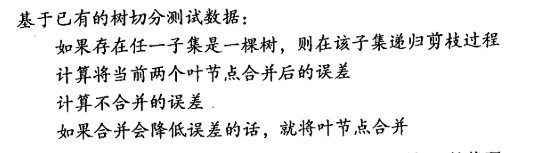 基于已有的树切分测试数据：
如果存在任一子集是一棵树，则在该子集递归剪枝过程
计算将当前两个叶节点合并后的误差
计算不合并的误差
如果合并会降低误差的话，就将叶节点合并